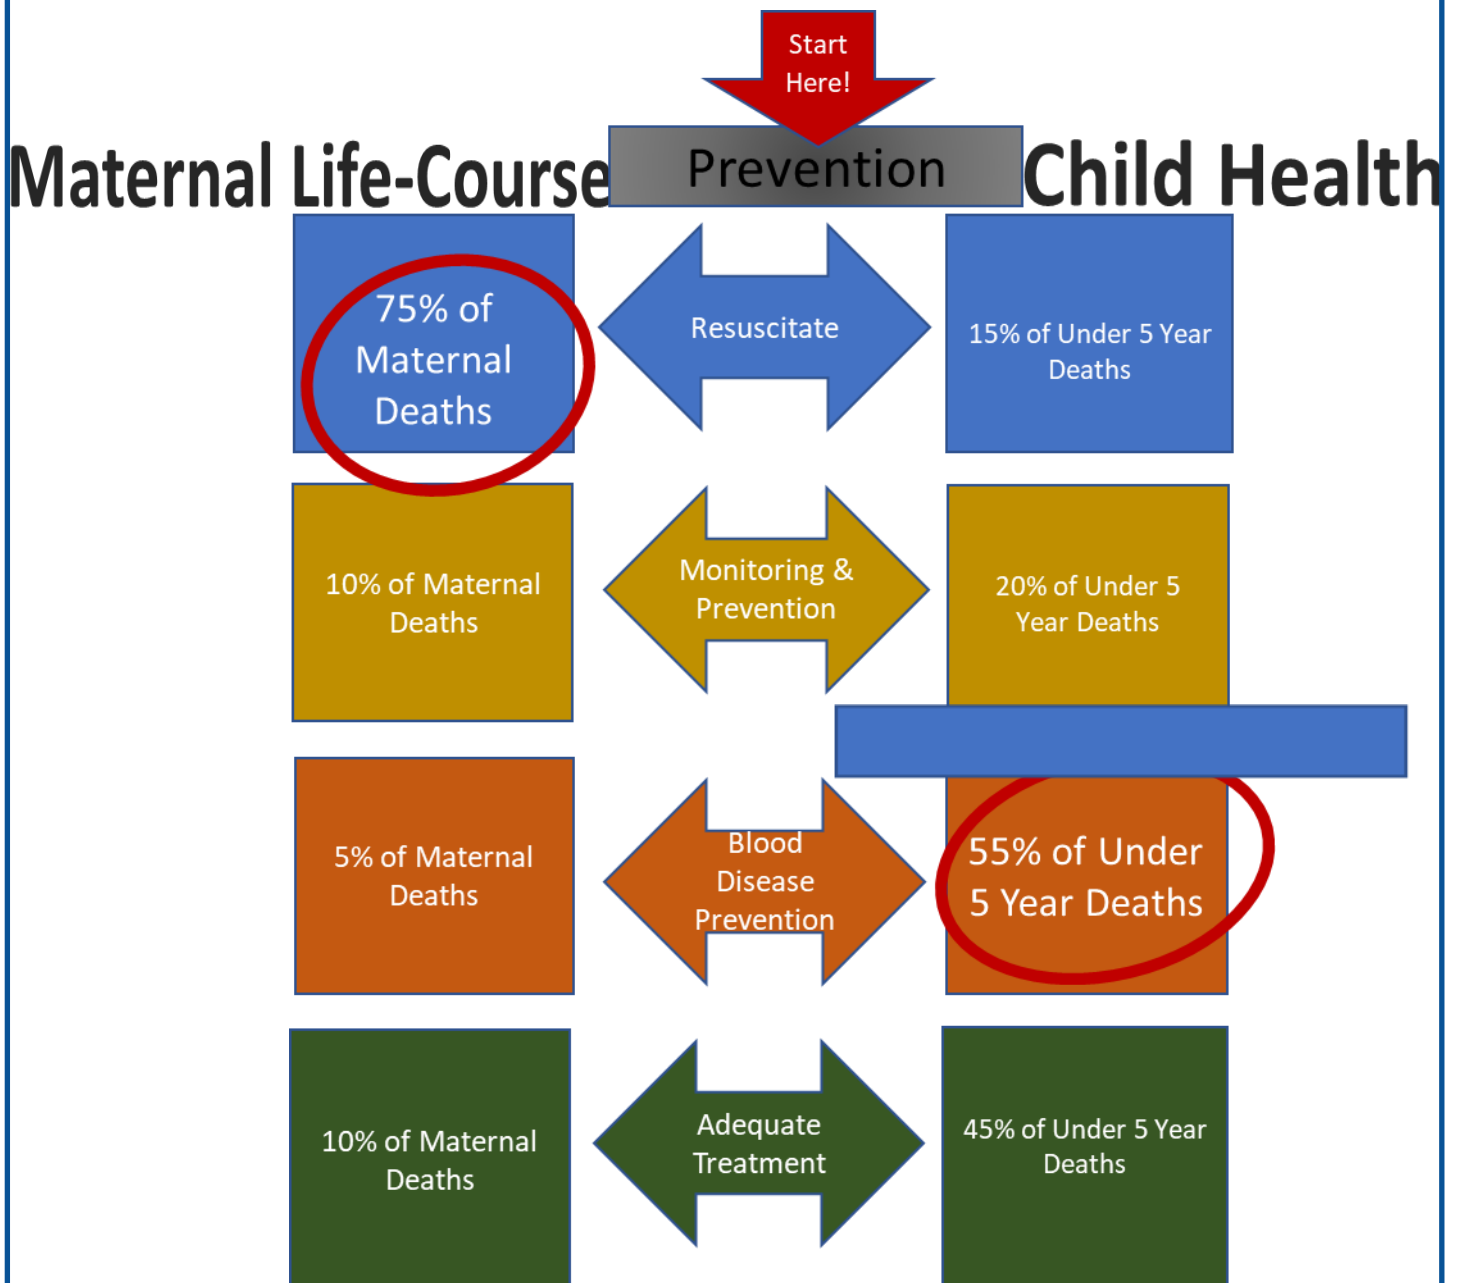 Start
Here!
Maternal Life-Course
Prevention
Child Health
75% of
Maternal
Deaths
Resuscitate
15% of Under 5 Year
Deaths
10% of Maternal
Deaths
Monitoring &
Prevention
20% of Under 5
Year Deaths
5% of Maternal
Deaths
Blood
Disease
Prevention
55% of Under
5 Year Deaths
10% of Maternal
Deaths
Adequate
Treatment
45% of Under 5 Year
Deaths